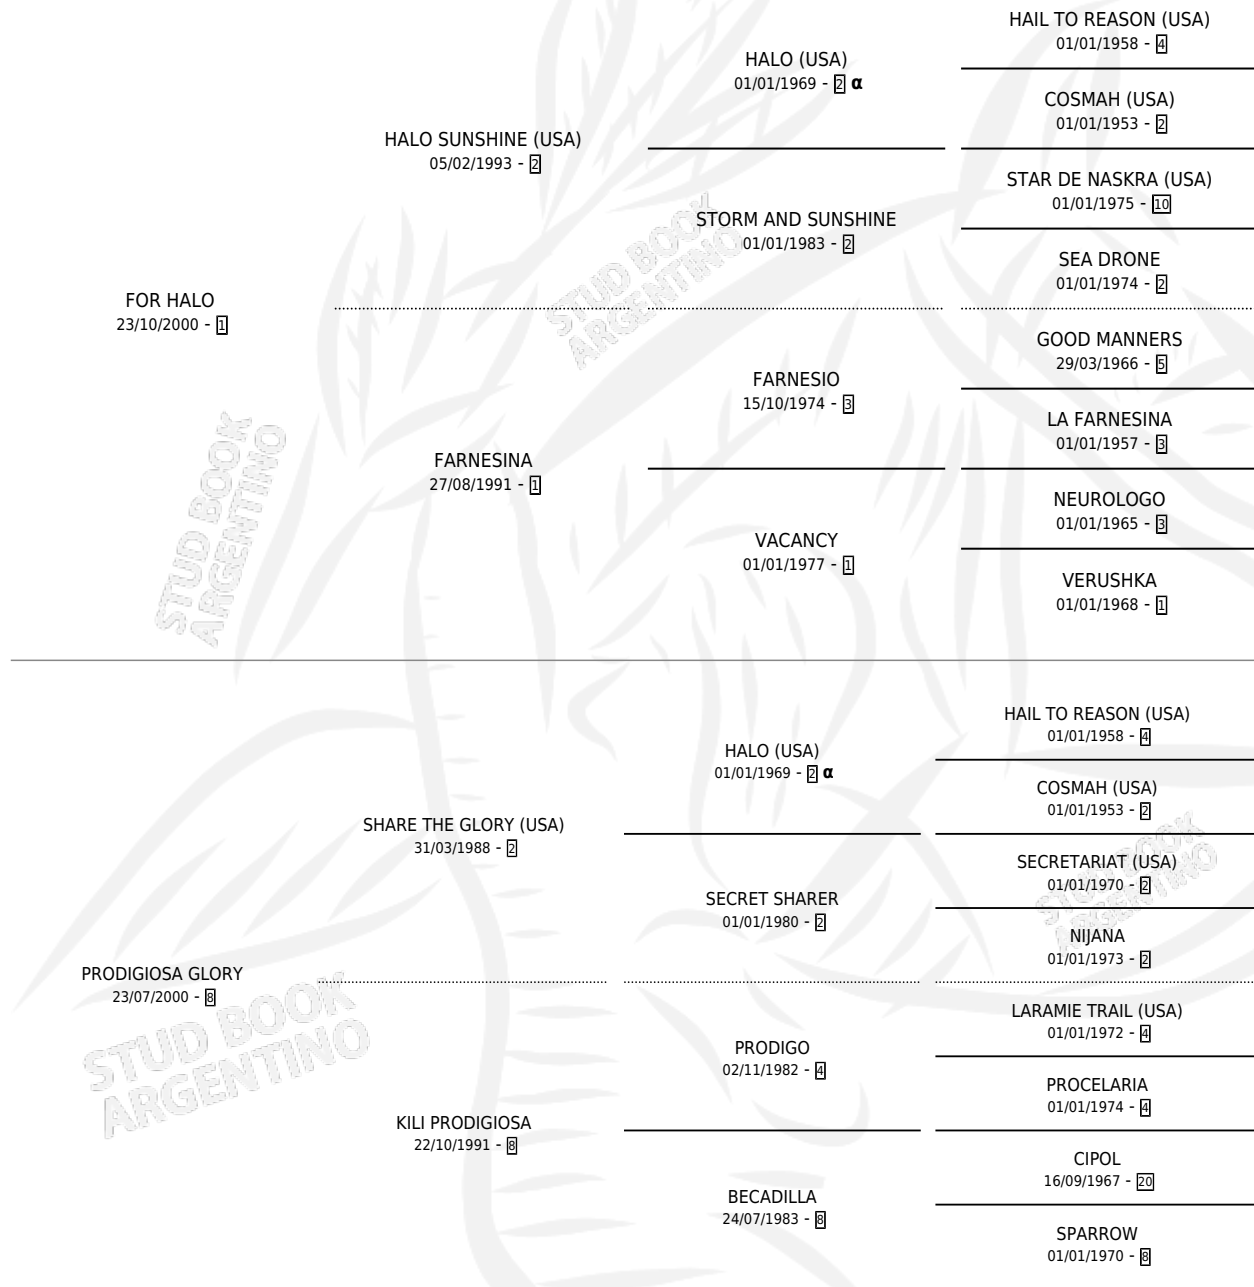 HAIL TO REASON (USA)
01/01/1958 - 4
HALO (USA)
01/01/1969 - 2 α
COSMAH (USA)
01/01/1953 - 2
HALO SUNSHINE (USA)
05/02/1993 - 2
STAR DE NASKRA (USA)
01/01/1975 - 10
STORM AND SUNSHINE
01/01/1983 - 2
SEA DRONE
01/01/1974 - 2
FOR HALO
23/10/2000 - 1
GOOD MANNERS
29/03/1966 - 5
FARNESIO
15/10/1974 - 3
LA FARNESINA
01/01/1957 - 3
FARNESINA
27/08/1991 - 1
NEUROLOGO
01/01/1965 - 3
VACANCY
01/01/1977 - 1
VERUSHKA
01/01/1968 - 1
HAIL TO REASON (USA)
01/01/1958 - 4
HALO (USA)
01/01/1969 - 2 α
COSMAH (USA)
01/01/1953 - 2
SHARE THE GLORY (USA)
31/03/1988 - 2
SECRETARIAT (USA)
01/01/1970 - 2
SECRET SHARER
01/01/1980 - 2
NIJANA
01/01/1973 - 2
PRODIGIOSA GLORY
23/07/2000 - 8
LARAMIE TRAIL (USA)
01/01/1972 - 4
PRODIGO
02/11/1982 - 4
PROCELARIA
01/01/1974 - 4
KILI PRODIGIOSA
22/10/1991 - 8
CIPOL
16/09/1967 - 20
BECADILLA
24/07/1983 - 8
SPARROW
01/01/1970 - 8
STUD BOOK
ARGENTINO
STUD BOOK
ARGENTINO
STUD BOOK
ARGENTINO
STUD BOOK
ARGENTINO